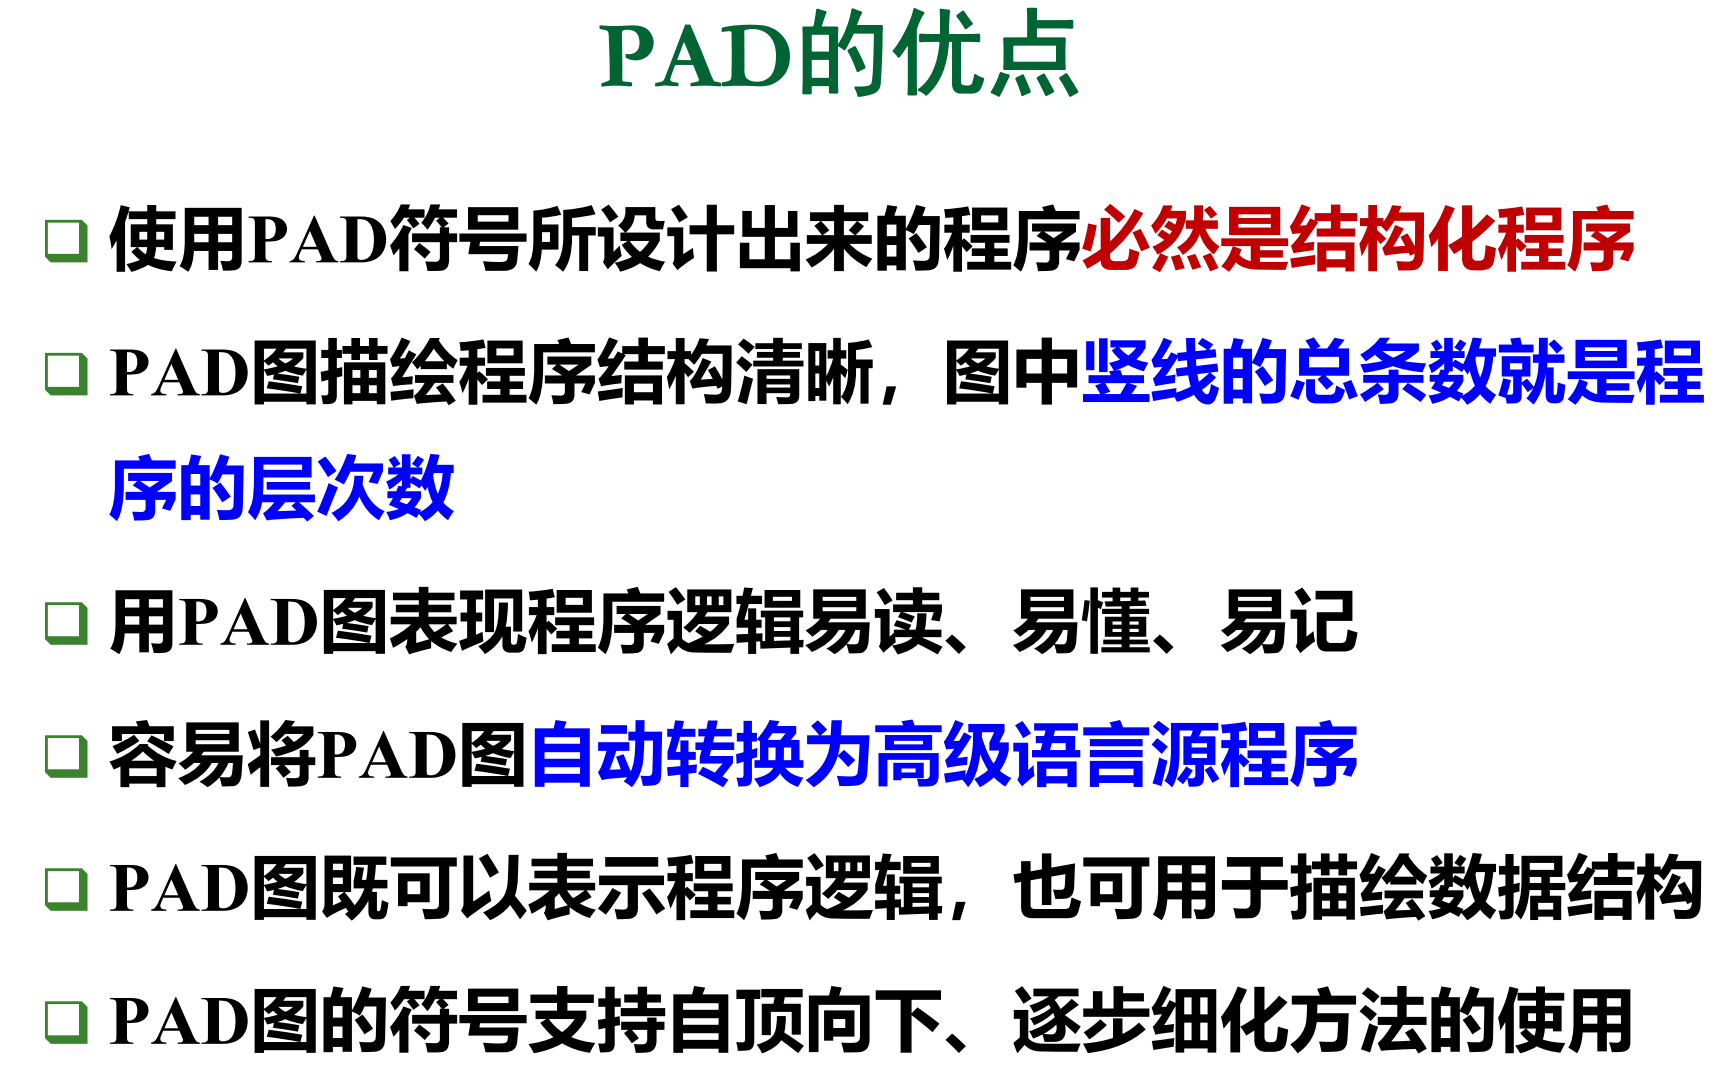 PAD的优点
使用PAD符号所设计出来的程序必然是结构化程序
PAD图描绘程序结构清晰，图中竖线的总条数就是程
序的层次数
用PAD图表现程序逻辑易读、易懂、易记
容易将PAD图自动转换为高级语言源程序
PAD图既可以表示程序逻辑，也可用于描绘数据结构
PAD图的符号支持自顶向下、逐步细化方法的使用